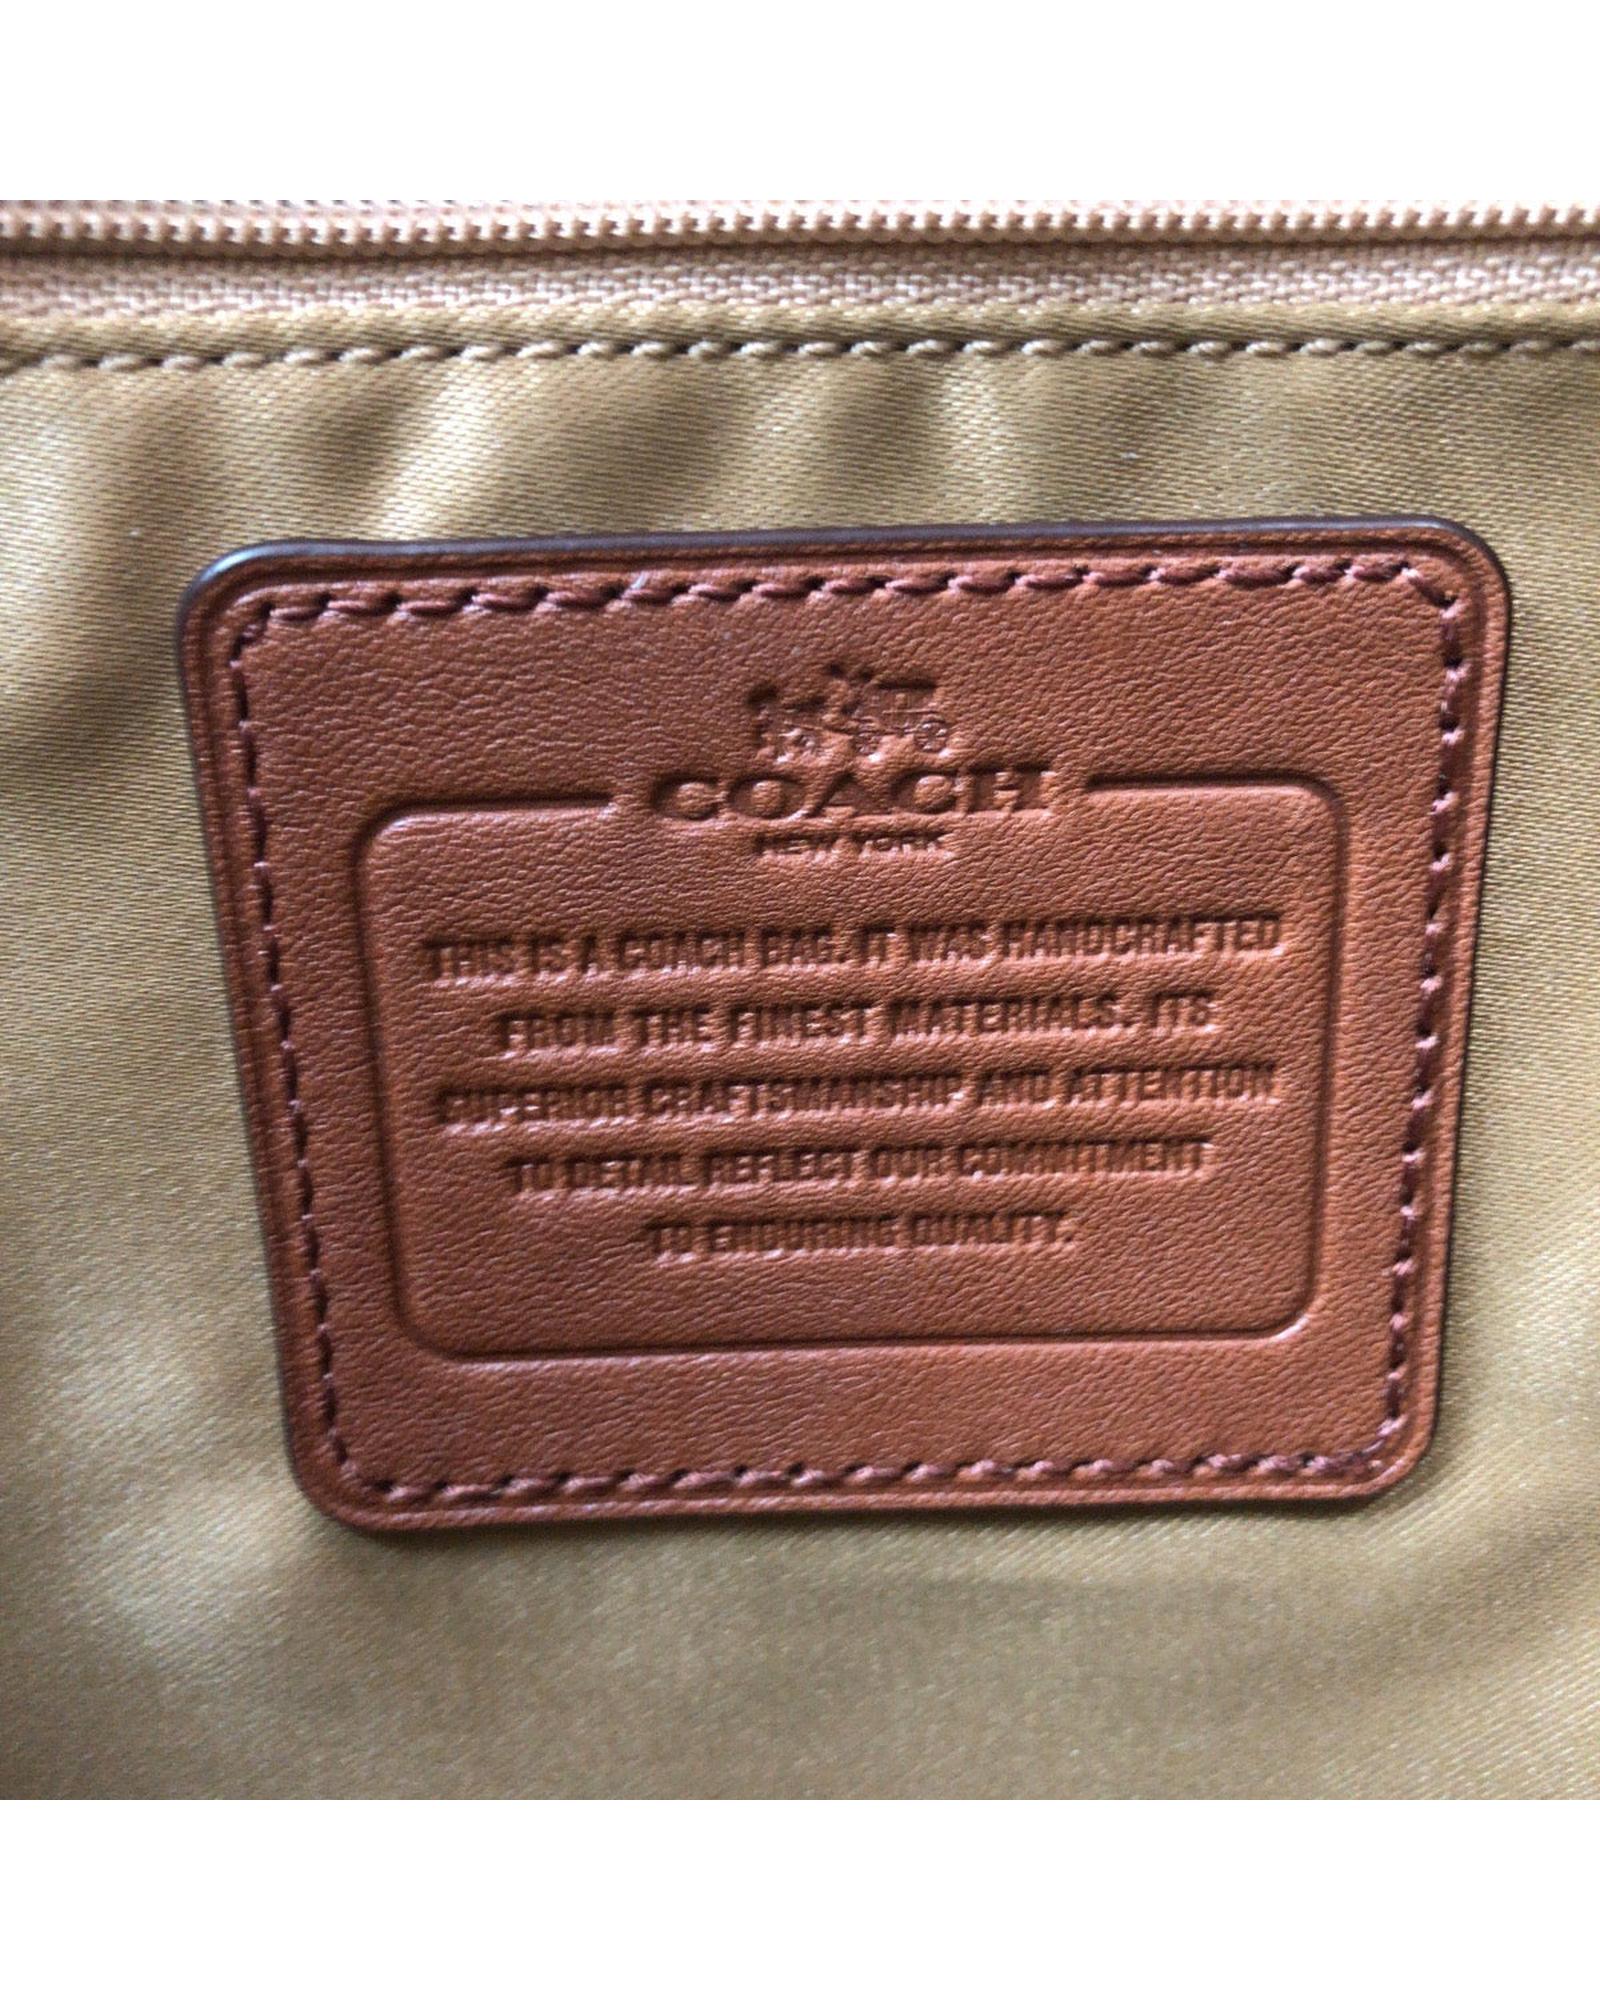 COACH
NEW YORK
THIS IS A COACH BAG. IT WAS HANDCRAFTED
FROM THE FINEST MATERIALS. ITS
SUPERIOR CRAFTSMANSHIP AND ATTENTION
TO DETAIL REFLECT OUR COMMITMENT
TO ENDURING QUALITY.